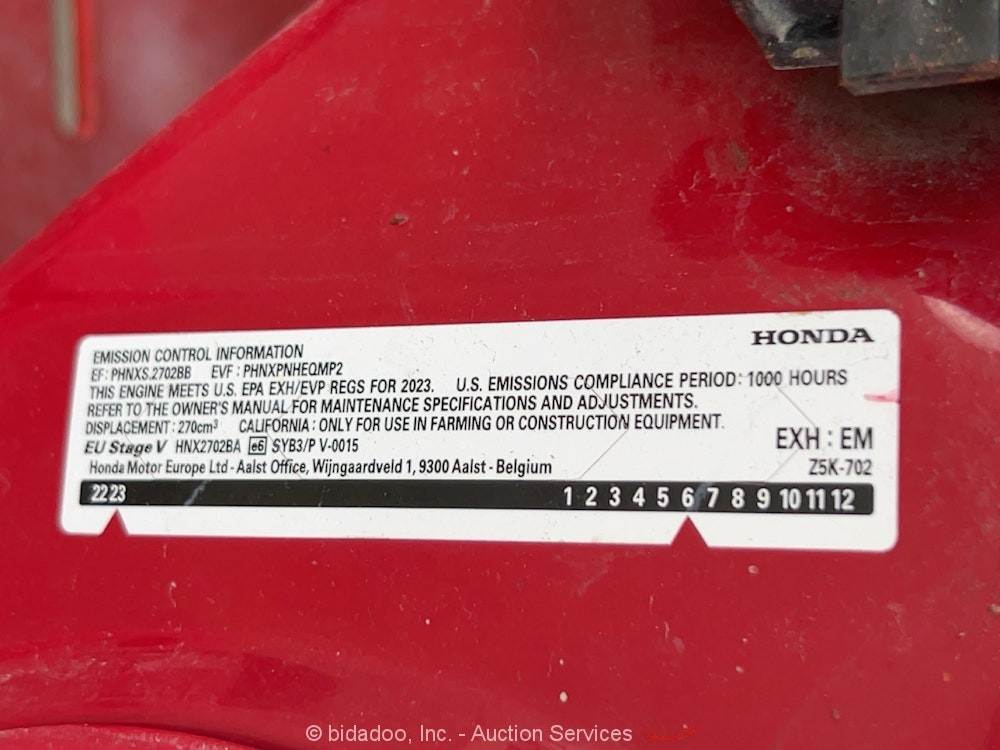 HONDA
EMISSION CONTROL INFORMATION
EF: PHNXS.2702BB EVF : PHNXPNHEQMP2
THIS ENGINE MEETS U.S. EPA EXH/EVP REGS FOR 2023. U.S. EMISSIONS COMPLIANCE PERIOD: 1000 HOURS
REFER TO THE OWNER'S MANUAL FOR MAINTENANCE SPECIFICATIONS AND ADJUSTMENTS.
DISPLACEMENT : 270cm³ CALIFORNIA : ONLY FOR USE IN FARMING OR CONSTRUCTION EQUIPMENT.
EU Stage V HNX2702BA e6 SYB3/P V-0015
EXH : EM
Honda Motor Europe Ltd - Aalst Office, Wijngaardveld 1, 9300 Aalst - Belgium
Z5K-702
22 23 1 2 3 4 5 6 7 8 9 10 11 12
© bidadoo, Inc. - Auction Services